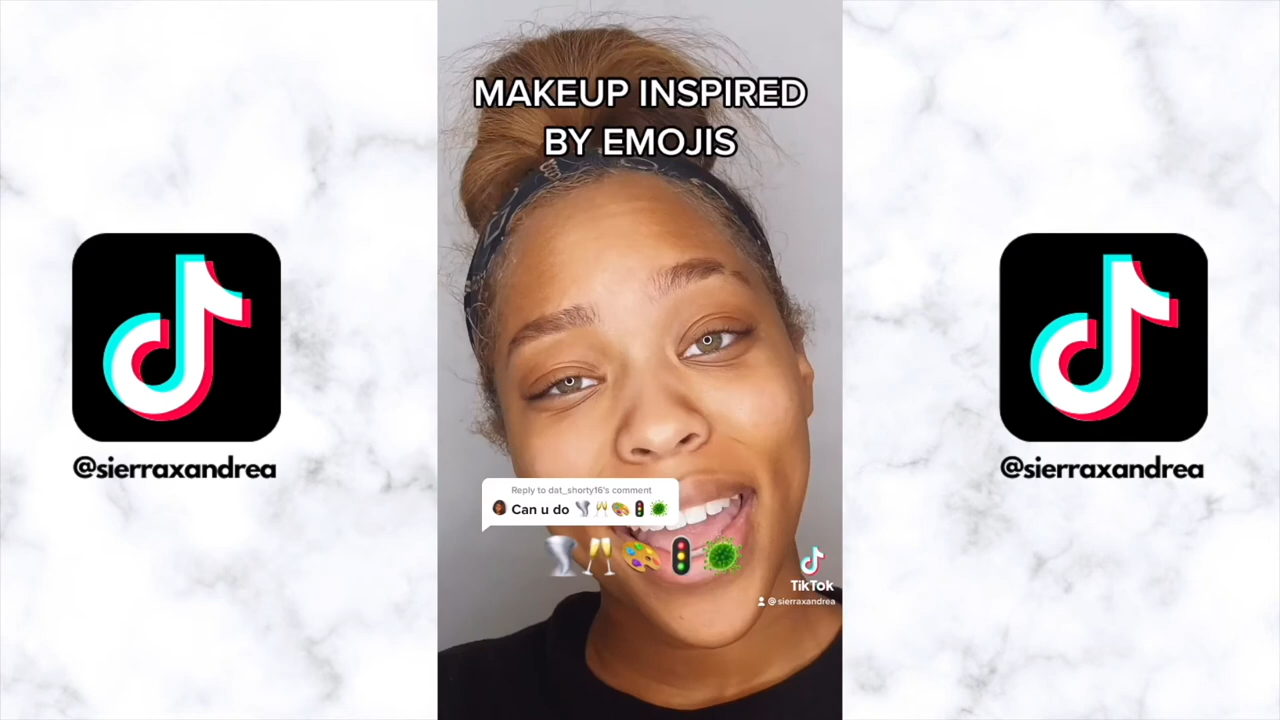 MAKEUP INSPIRED
BY EMOJIS
Reply to dat_shorty16's comment
Can u do 🌪🥂🎨🚦🦠
🌪🥂🎨🚦🦠
TikTok
@sierraxandrea
@sierraxandrea
@sierraxandrea